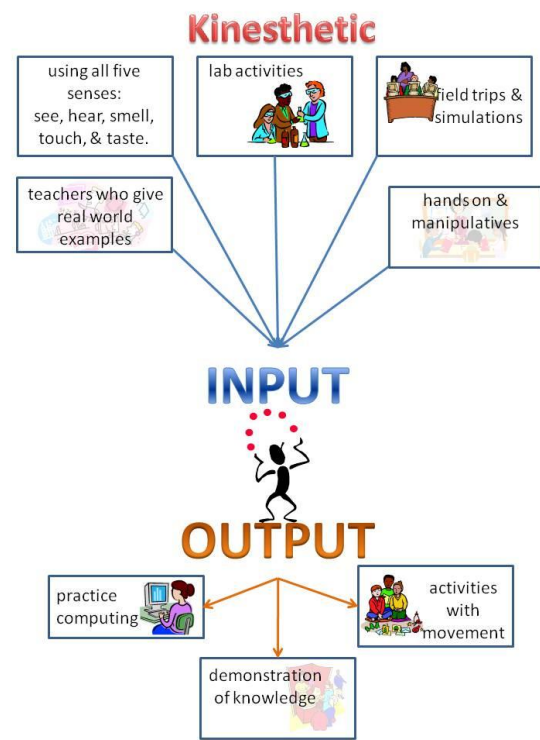 Kinesthetic
using all five
senses:
see, hear, smell,
touch, & taste.
lab activities
field trips &
simulations
teachers who give
real world
examples
hands on &
manipulatives
INPUT
OUTPUT
practice
computing
activities
with
movement
demonstration
of knowledge